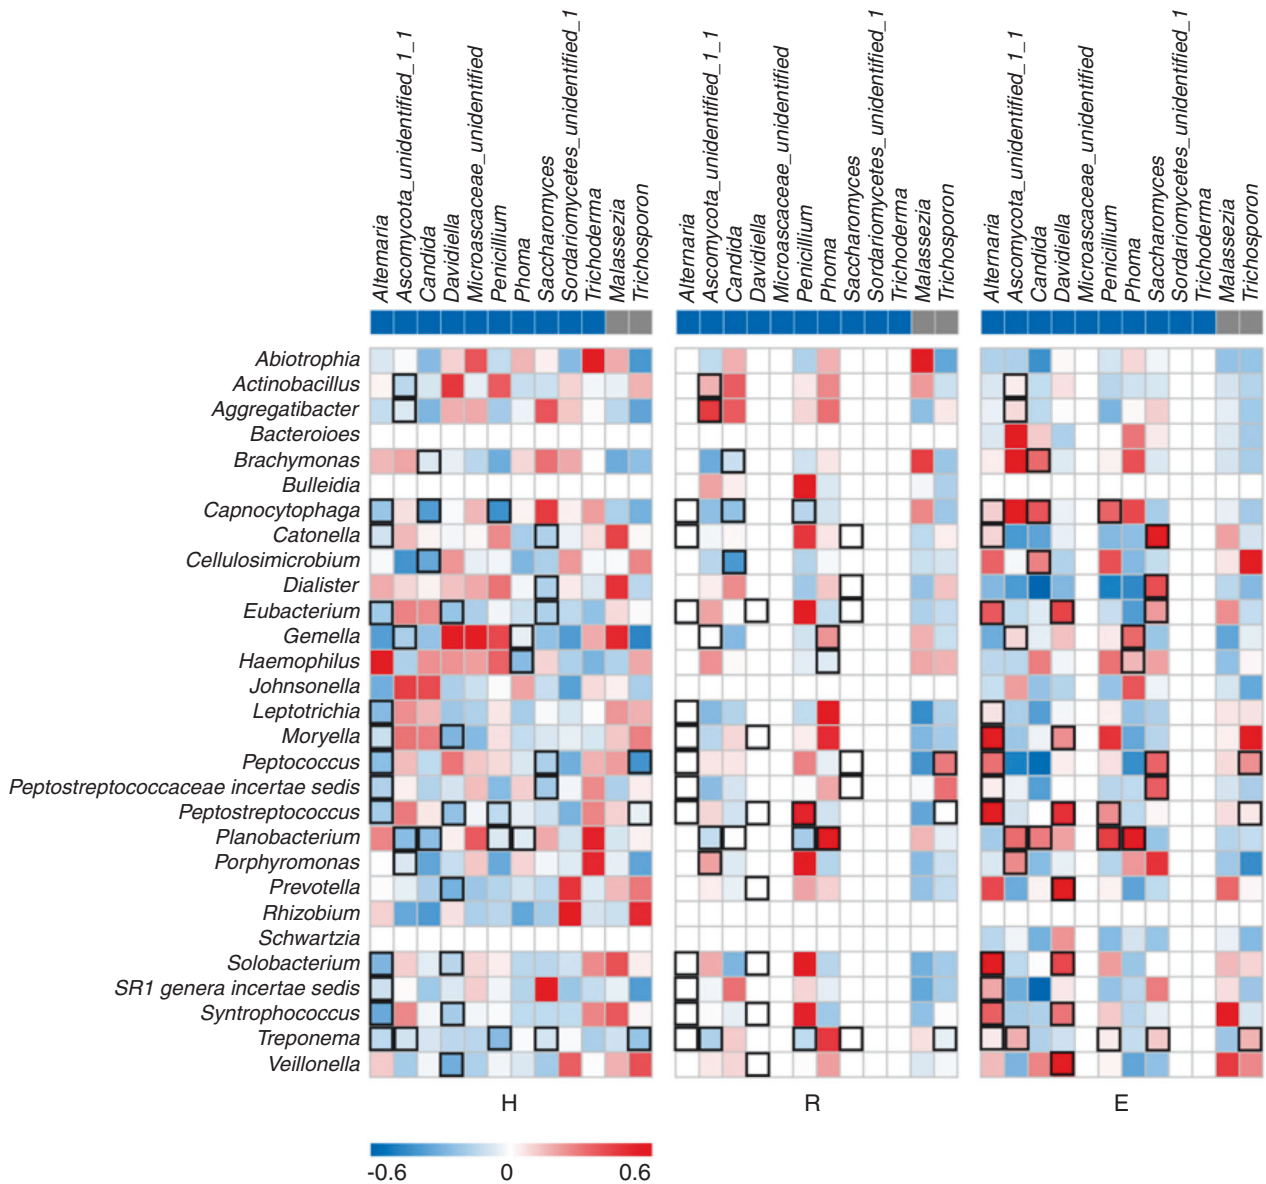 Alternaria
Ascomycota_unidentified_1_1
Candida
Davidiella
Microascaceae_unidentified
Penicillium
Phoma
Saccharomyces
Sordariomycetes_unidentified_1
Trichoderma
Malassezia
Trichosporon
Alternaria
Ascomycota_unidentified_1_1
Candida
Davidiella
Microascaceae_unidentified
Penicillium
Phoma
Saccharomyces
Sordariomycetes_unidentified_1
Trichoderma
Malassezia
Trichosporon
Alternaria
Ascomycota_unidentified_1_1
Candida
Davidiella
Microascaceae_unidentified
Penicillium
Phoma
Saccharomyces
Sordariomycetes_unidentified_1
Trichoderma
Malassezia
Trichosporon
Abiotrophia
Actinobacillus
Aggregatibacter
Bacteroioes
Brachymonas
Bulleidia
Capnocytophaga
Catonella
Cellulosimicrobium
Dialister
Eubacterium
Gemella
Haemophilus
Johnsonella
Leptotrichia
Moryella
Peptococcus
Peptostreptococcaceae incertae sedis
Peptostreptococcus
Planobacterium
Porphyromonas
Prevotella
Rhizobium
Schwartzia
Solobacterium
SR1 genera incertae sedis
Syntrophococcus
Treponema
Veillonella
H R E
-0.6 0 0.6